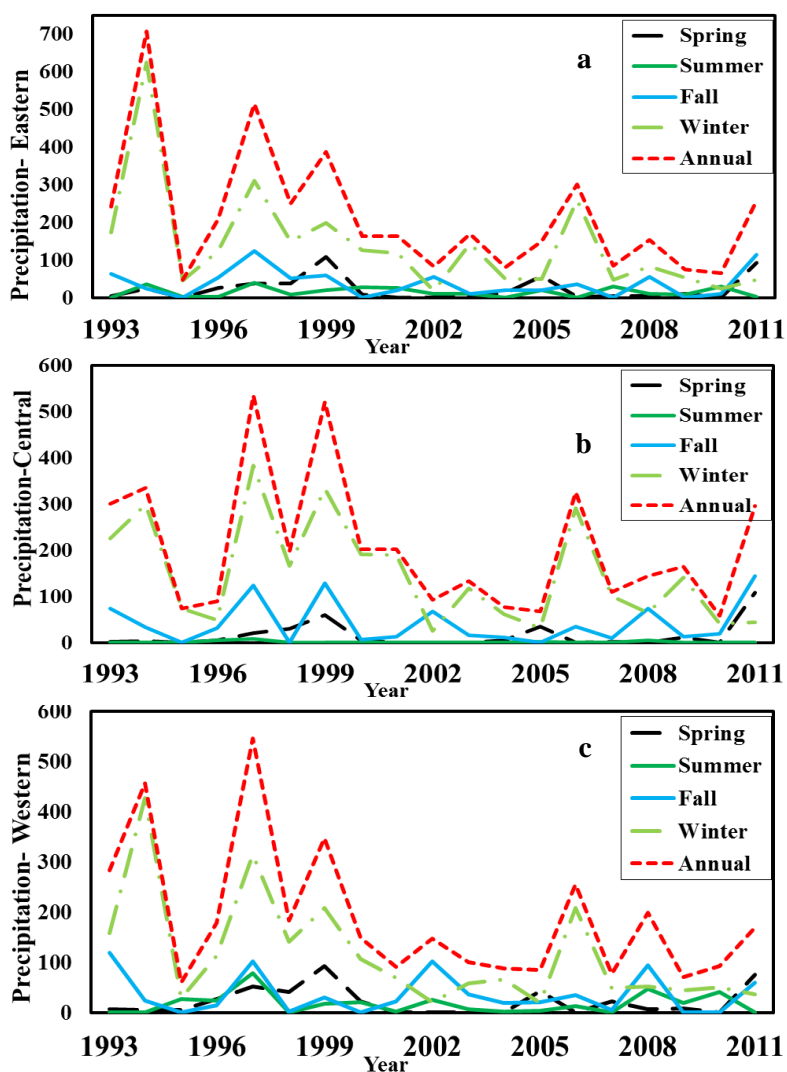 Precipitation- Eastern
700
600
500
400
300
200
100
0
a
Spring
Summer
Fall
Winter
Annual
1993 1996 1999 2002 2005 2008 2011
Year
Precipitation-Central
600
500
400
300
200
100
0
b
Spring
Summer
Fall
Winter
Annual
1993 1996 1999 2002 2005 2008 2011
Year
Precipitation- Western
600
500
400
300
200
100
0
c
Spring
Summer
Fall
Winter
Annual
1993 1996 1999 2002 2005 2008 2011
Year